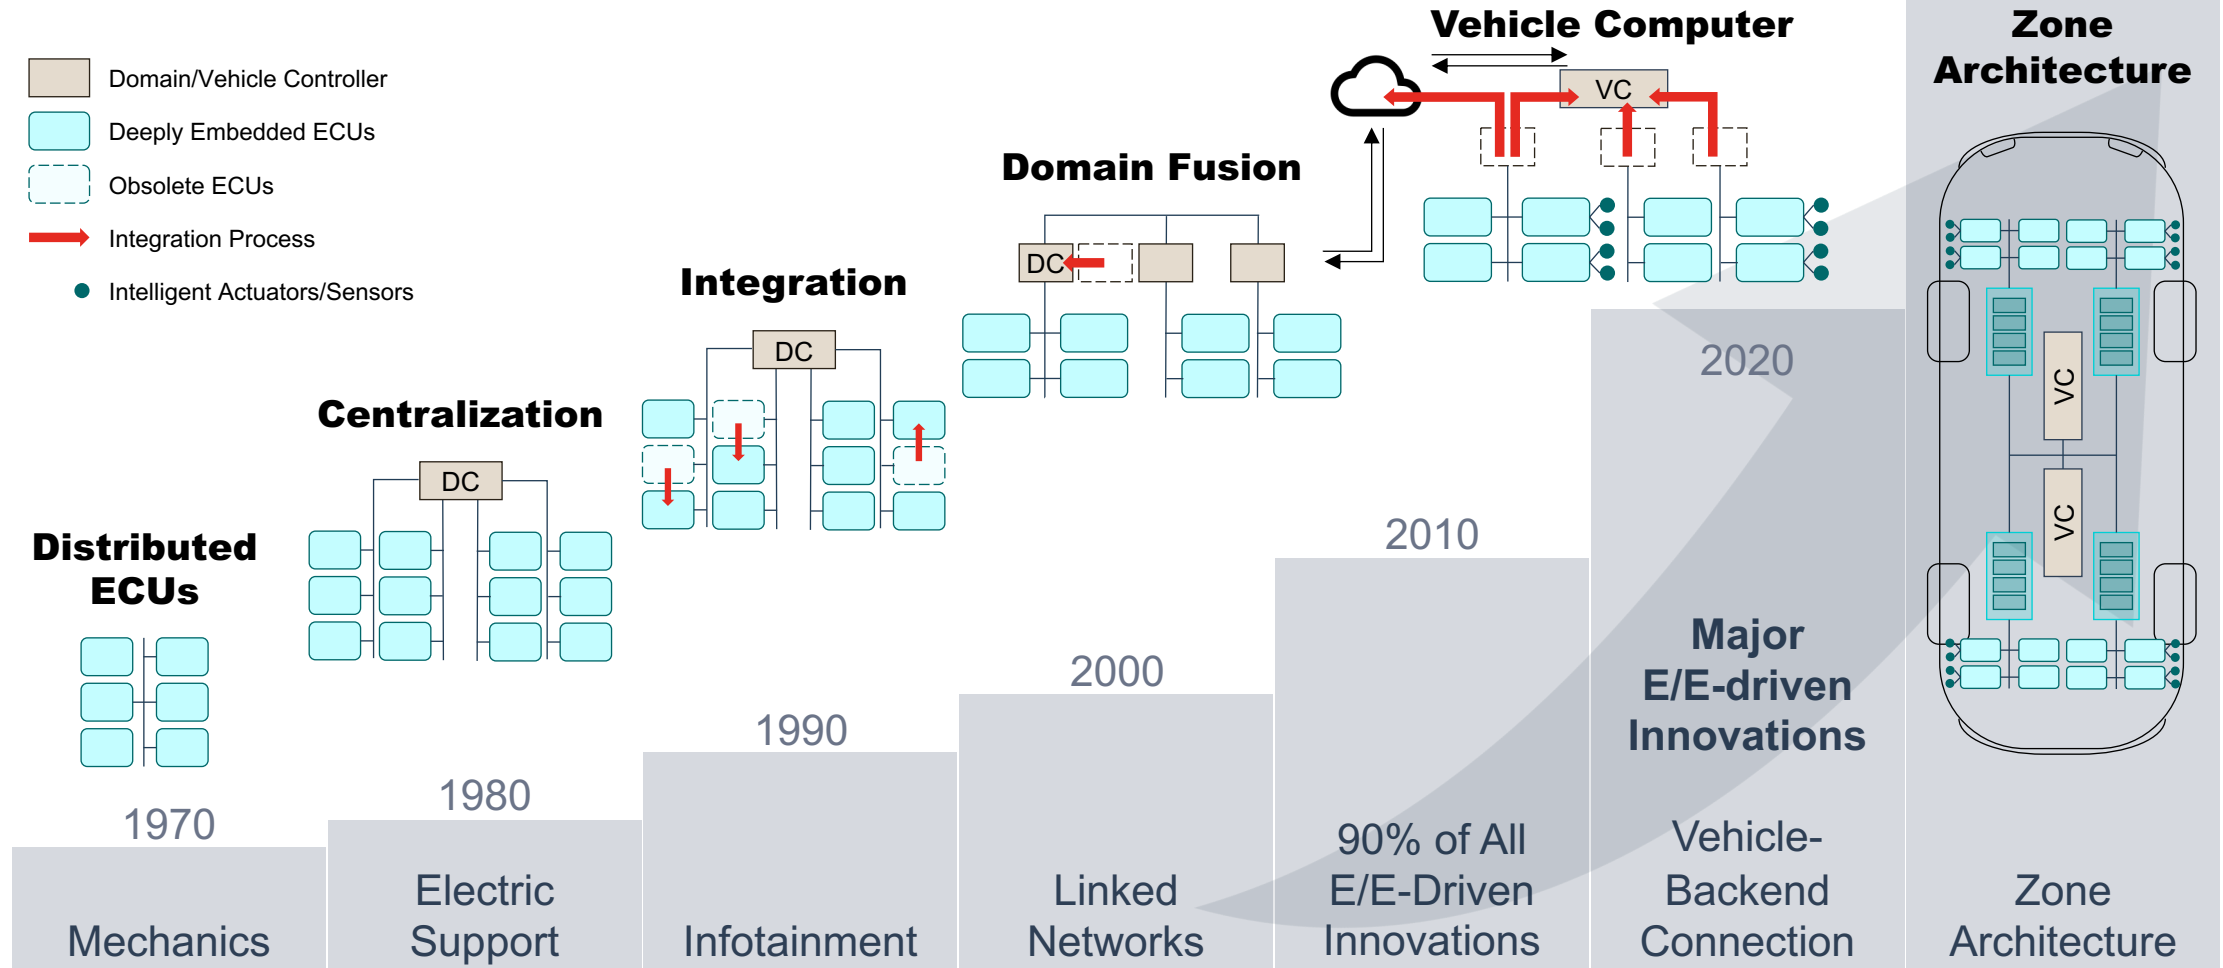 Domain/Vehicle Controller
Deeply Embedded ECUs
Obsolete ECUs
Integration Process
Intelligent Actuators/Sensors
Distributed
ECUs
1970
Mechanics
Centralization
DC
1980
Electric
Support
Integration
DC
1990
Infotainment
Domain Fusion
DC
2000
Linked
Networks
2010
90% of All
E/E-Driven
Innovations
Vehicle Computer
VC
2020
Major
E/E-driven
Innovations
Vehicle-
Backend
Connection
Zone
Architecture
VC
VC
Zone
Architecture